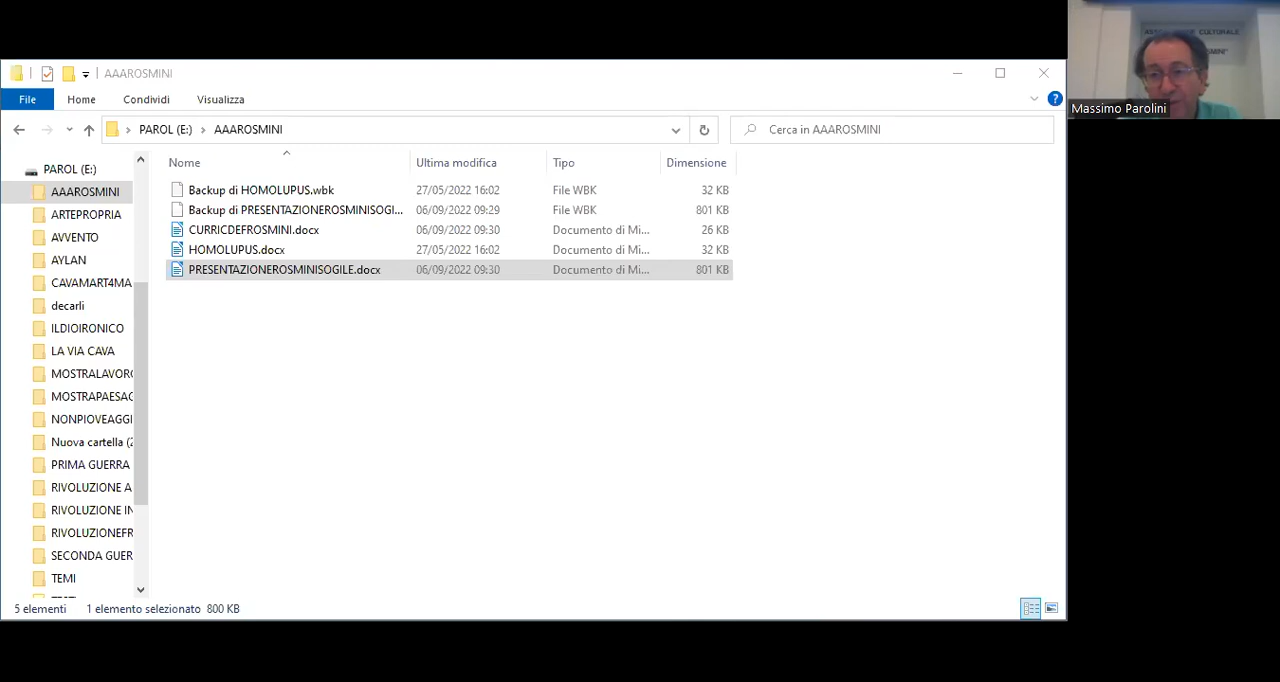 AAAROSMINI
File Home Condividi Visualizza
PAROL (E:) AAAROSMINI Cerca in AAAROSMINI
Nome Ultima modifica Tipo Dimensione
Backup di HOMOLUPUS.wbk 27/05/2022 16:02 File WBK 32 KB
Backup di PRESENTAZIONEROSMINISOGI... 06/09/2022 09:29 File WBK 801 KB
CURRICDEFROSMINI.docx 06/09/2022 09:30 Documento di Mi... 26 KB
HOMOLUPUS.docx 27/05/2022 16:02 Documento di Mi... 32 KB
PRESENTAZIONEROSMINISOGILE.docx 06/09/2022 09:30 Documento di Mi... 801 KB
PAROL (E:)
AAAROSMINI
ARTEPROPRIA
AVVENTO
AYLAN
CAVAMART4MA
decarli
ILDIOIRONICO
LA VIA CAVA
MOSTRALAVORO
MOSTRAPAESAG
NONPIOVEAGGI
Nuova cartella (2
PRIMA GUERRA
RIVOLUZIONE A
RIVOLUZIONE IN
RIVOLUZIONEFR
SECONDA GUER
TEMI
5 elementi 1 elemento selezionato 800 KB
CULTURALE
Massimo Parolini